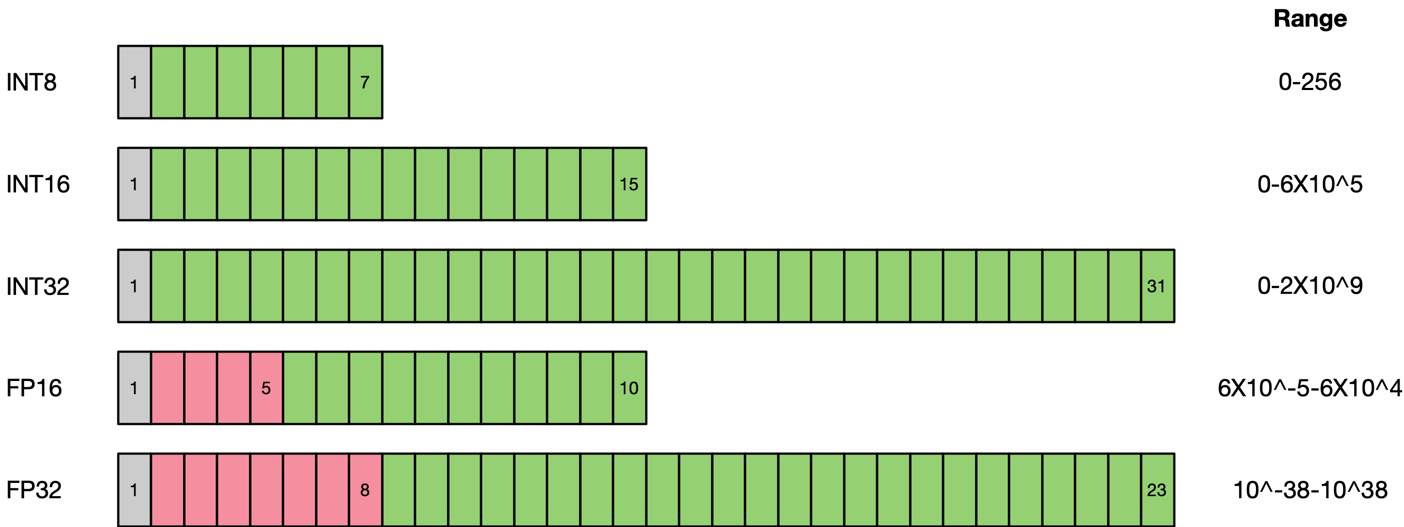 Range
INT8 1 7 0-256
INT16 1 15 0-6X10^5
INT32 1 31 0-2X10^9
FP16 1 5 10 6X10^-5-6X10^4
FP32 1 8 23 10^-38-10^38